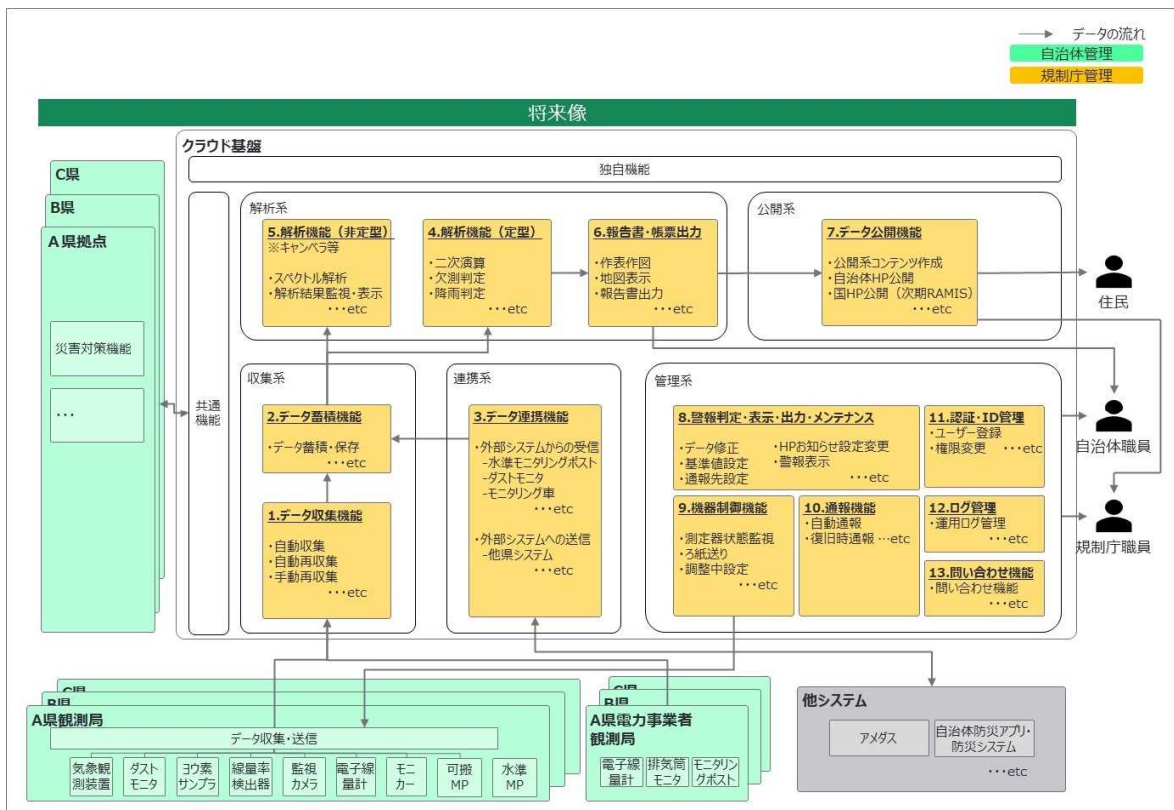 データの流れ
自治体管理
規制庁管理
将来像
クラウド基盤
独自機能
C県
B県
A県拠点
災害対策機能
…
共通
機能
解析系
5.解析機能（非定型）
※キャンベラ等
・スペクトル解析
・解析結果監視・表示
・・・etc
4.解析機能（定型）
・二次演算
・欠測判定
・降雨判定
・・・etc
6.報告書・帳票出力
・作表作図
・地図表示
・報告書出力
・・・etc
公開系
7.データ公開機能
・公開系コンテンツ作成
・自治体HP公開
・国HP公開（次期RAMIS）
・・・etc
住民
収集系
2.データ蓄積機能
・データ蓄積・保存
・・・etc
1.データ収集機能
・自動収集
・自動再収集
・手動再収集
・・・etc
連携系
3.データ連携機能
・外部システムからの受信
-水準モニタリングポスト
-ダストモニタ
-モニタリング車
・・・etc
・外部システムへの送信
-他県システム
・・・etc
管理系
8.警報判定・表示・出力・メンテナンス
・データ修正
・基準値設定
・通報先設定
・HPお知らせ設定変更
・警報表示
・・・etc
11.認証・ID管理
・ユーザー登録
・権限変更
・・・etc
自治体職員
9.機器制御機能
・測定器状態監視
・ろ紙送り
・調整中設定
・・・etc
10.通報機能
・自動通報
・復旧時通報 …etc
12.ログ管理
・運用ログ管理
・・・etc
規制庁職員
13.問い合わせ機能
・問い合わせ機能
・・・etc
C県
B県
A県観測局
データ収集・送信
気象観
測装置
ダスト
モニタ
ヨウ素
サンプラ
線量率
検出器
監視
カメラ
電子線
量計
モニ
カー
可搬
MP
水準
MP
C県
B県
A県電力事業者
観測局
電子線
量計
排気筒
モニタ
モニタリン
グポスト
他システム
アメダス
自治体防災アプリ・
防災システム
・・・etc